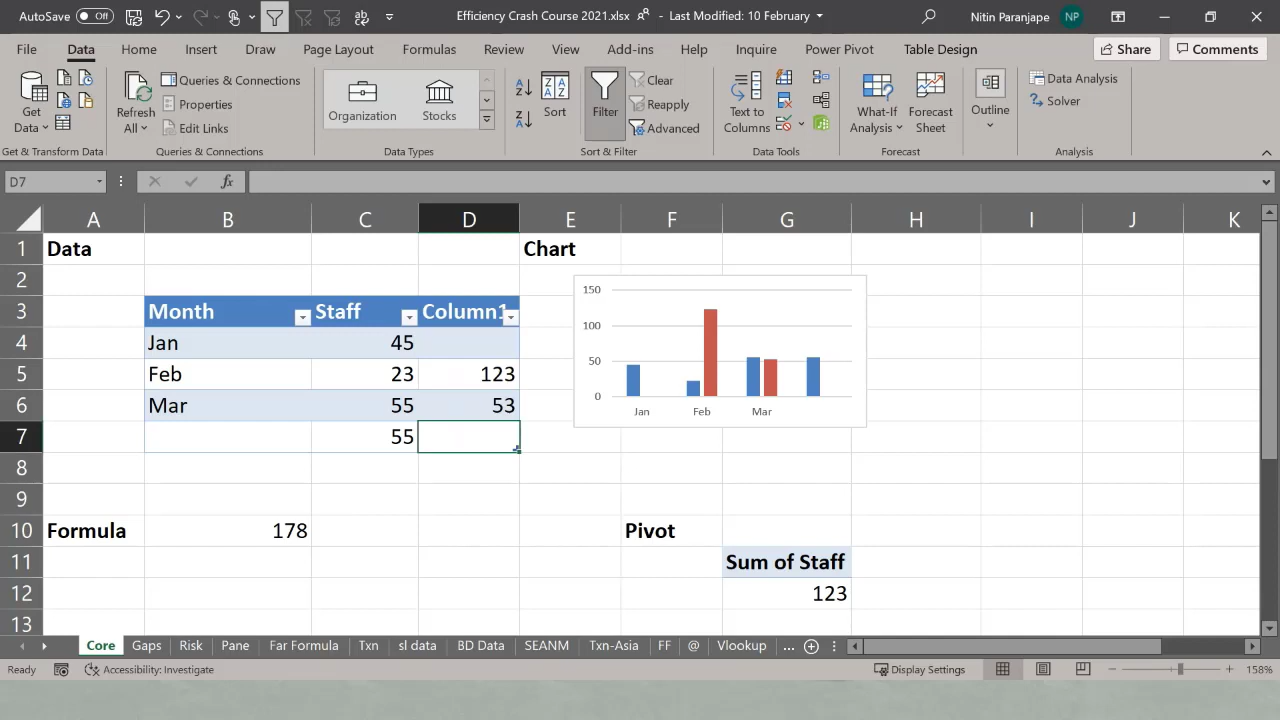 AutoSave Off Efficiency Crash Course 2021.xlsx - Last Modified: 10 February Nitin Paranjape NP
File Data Home Insert Draw Page Layout Formulas Review View Add-ins Help Inquire Power Pivot Table Design Share Comments
Get Data
Refresh All
Queries & Connections
Properties
Edit Links
Organization Stocks
Sort
Filter
Clear
Reapply
Advanced
Text to Columns
What-If Analysis
Forecast Sheet
Outline
Data Analysis
Solver
Get & Transform Data Queries & Connections Data Types Sort & Filter Data Tools Forecast Analysis
D7 fx
A B C D E F G H I J K
1 Data Chart
2
3 Month Staff Column1
4 Jan 45
5 Feb 23 123
6 Mar 55 53
7 55
8
9
10 Formula 178 Pivot
11 Sum of Staff
12 123
13
150
100
50
0
Jan Feb Mar
Core Gaps Risk Pane Far Formula Txn sl data BD Data SEANM Txn-Asia FF @ Vlookup ...
Ready Accessibility: Investigate Display Settings 158%